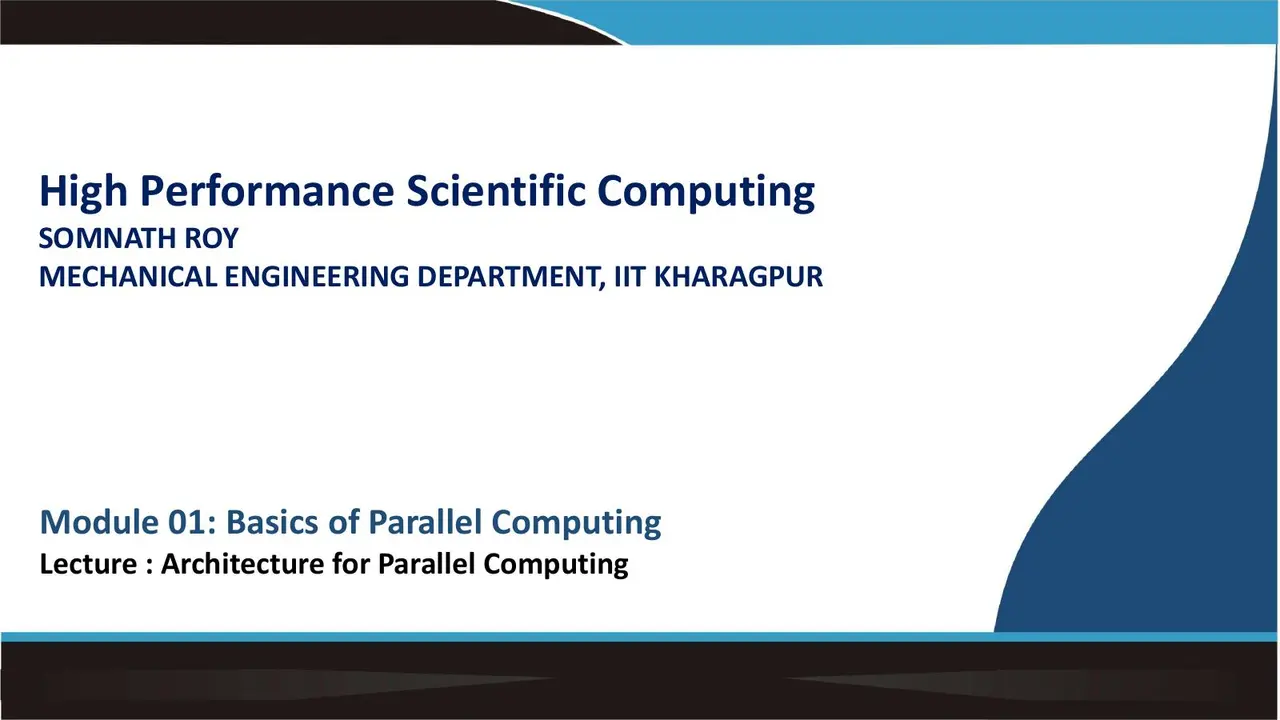 High Performance Scientific Computing
SOMNATH ROY
MECHANICAL ENGINEERING DEPARTMENT, IIT KHARAGPUR
Module 01: Basics of Parallel Computing
Lecture : Architecture for Parallel Computing